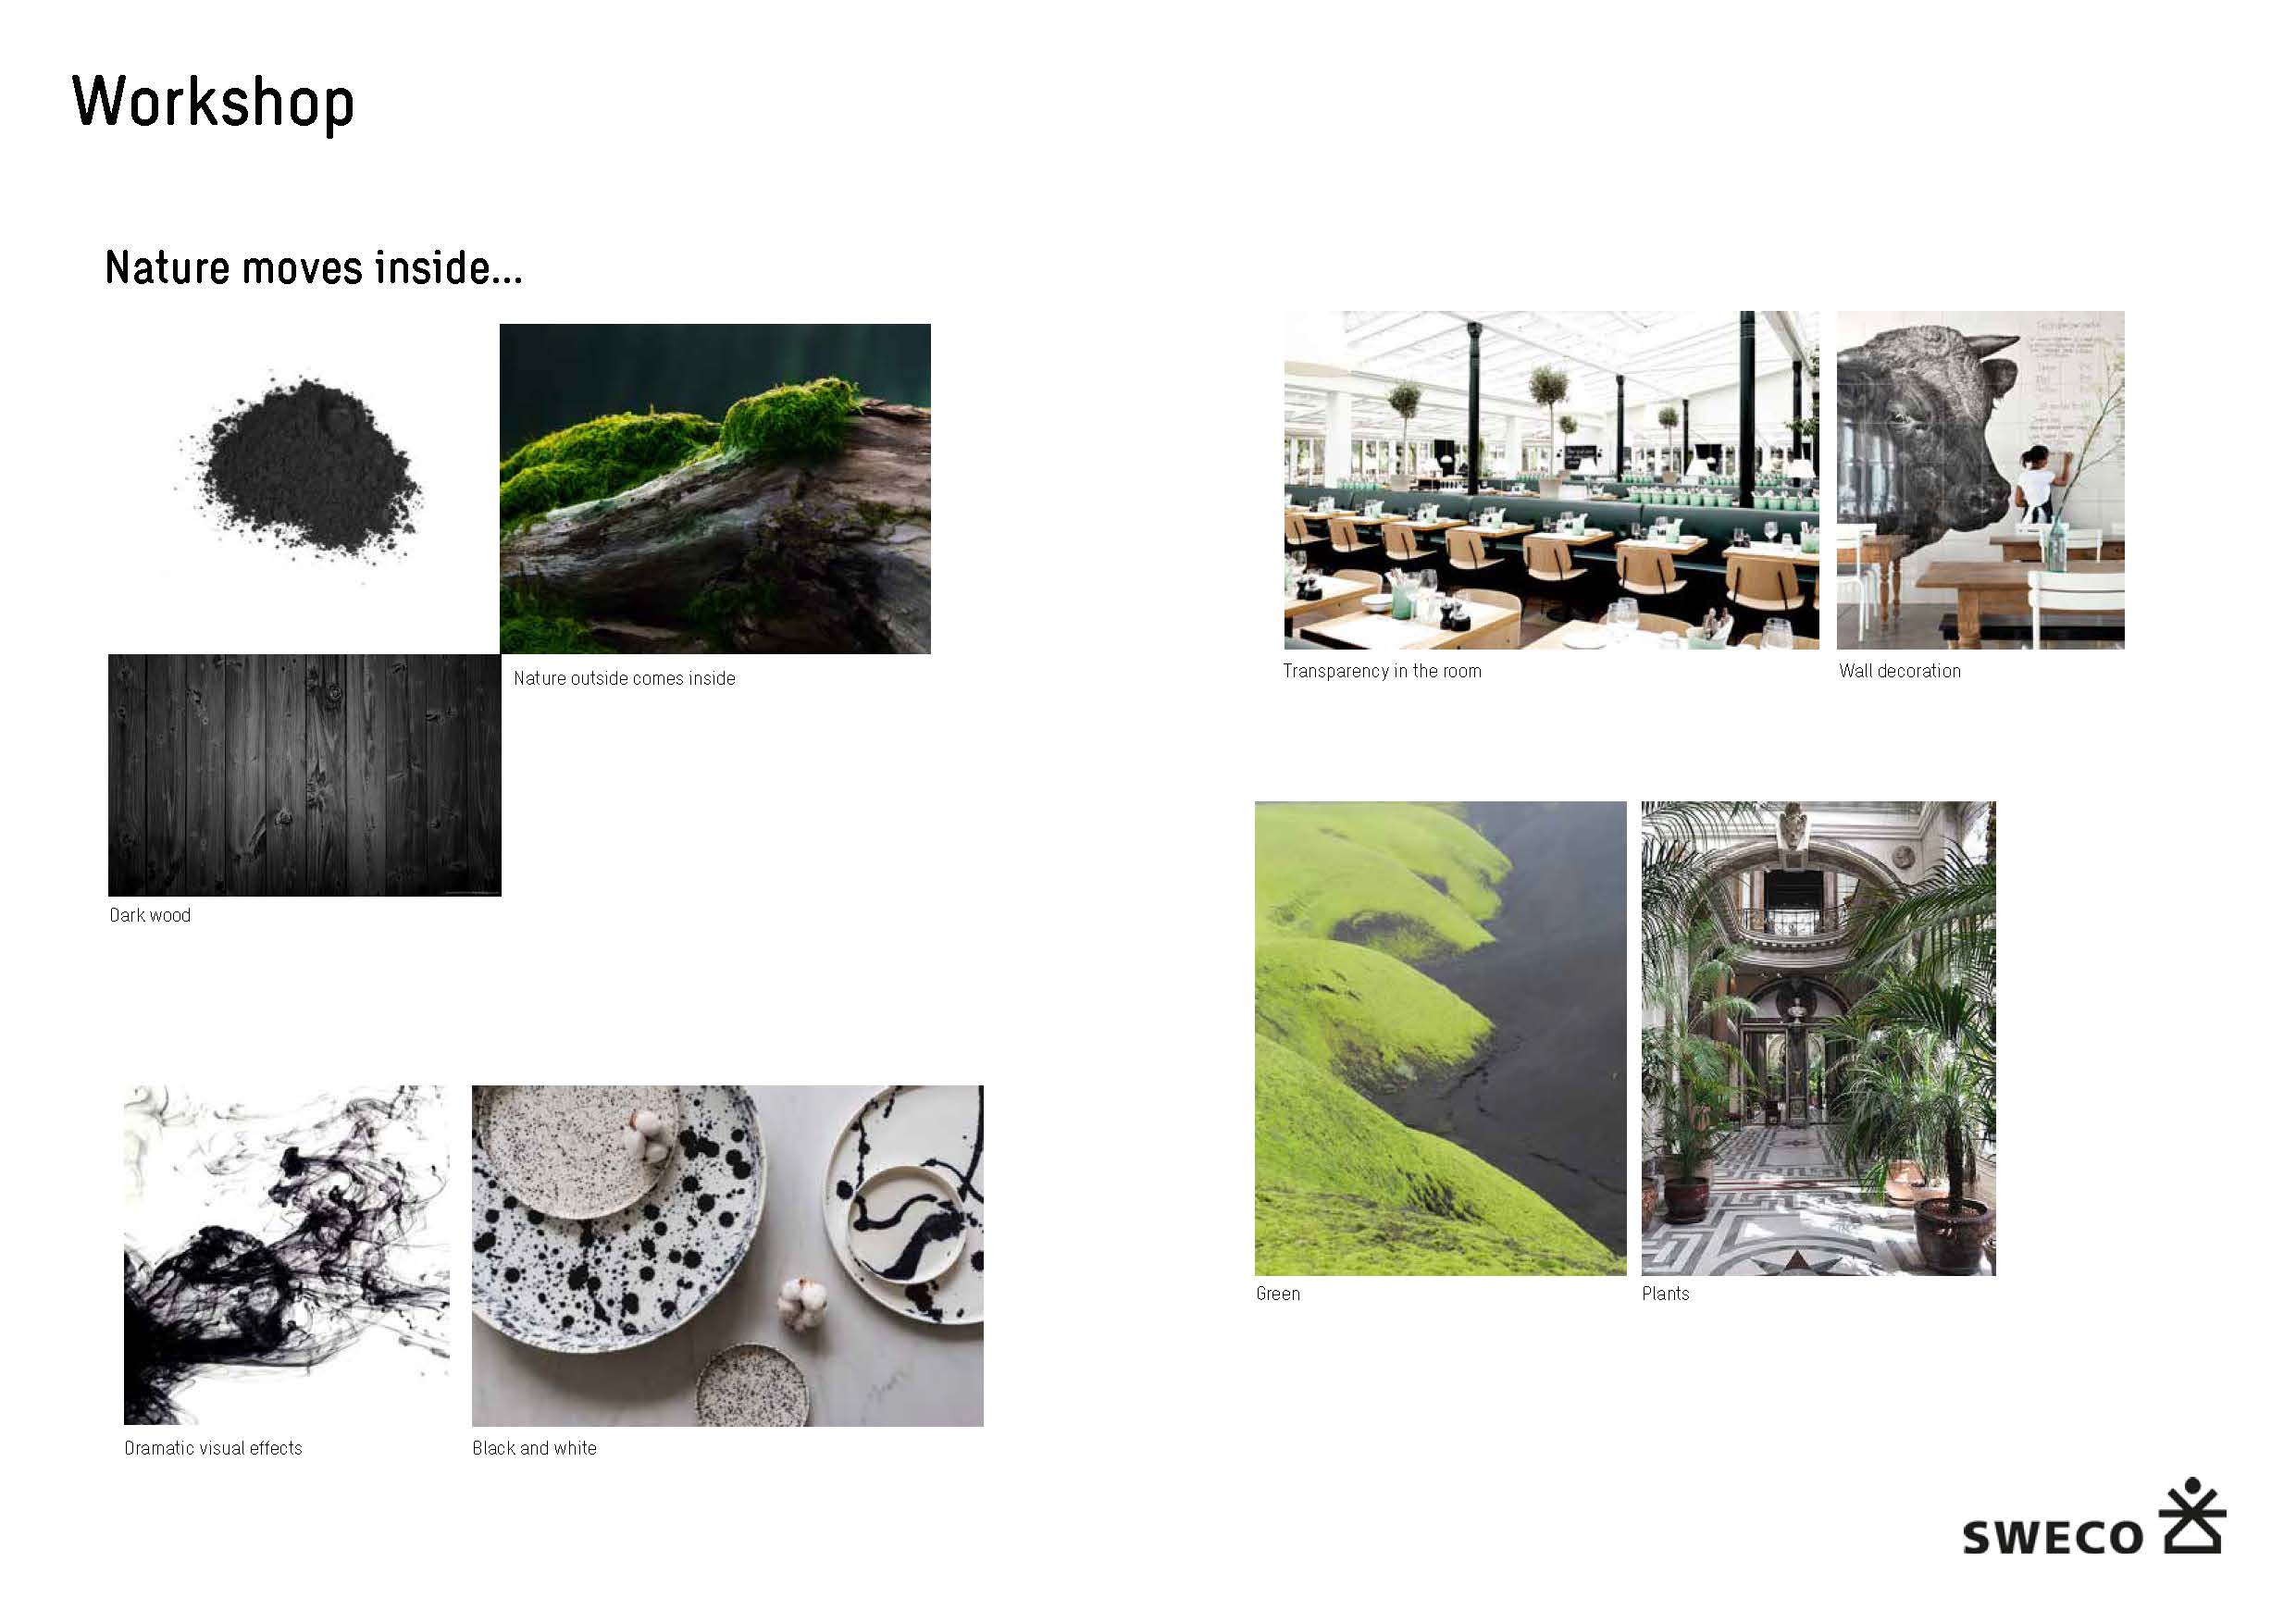 Workshop
Nature moves inside...
Nature outside comes inside
Dark wood
Dramatic visual effects
Black and white
Transparency in the room
Wall decoration
Green
Plants
SWECO